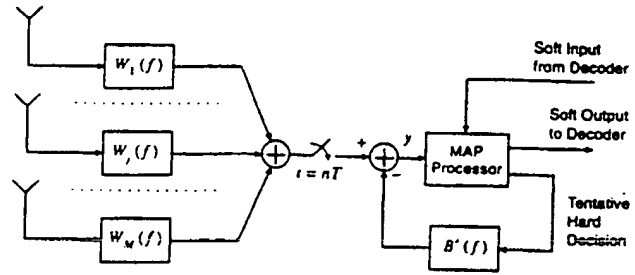 W₁(f)
Wⱼ(f)
W_M(f)
t = nT
+
−
y
MAP
Processor
B'(f)
Soft Input
from Decoder
Soft Output
to Decoder
Tentative
Hard
Decision